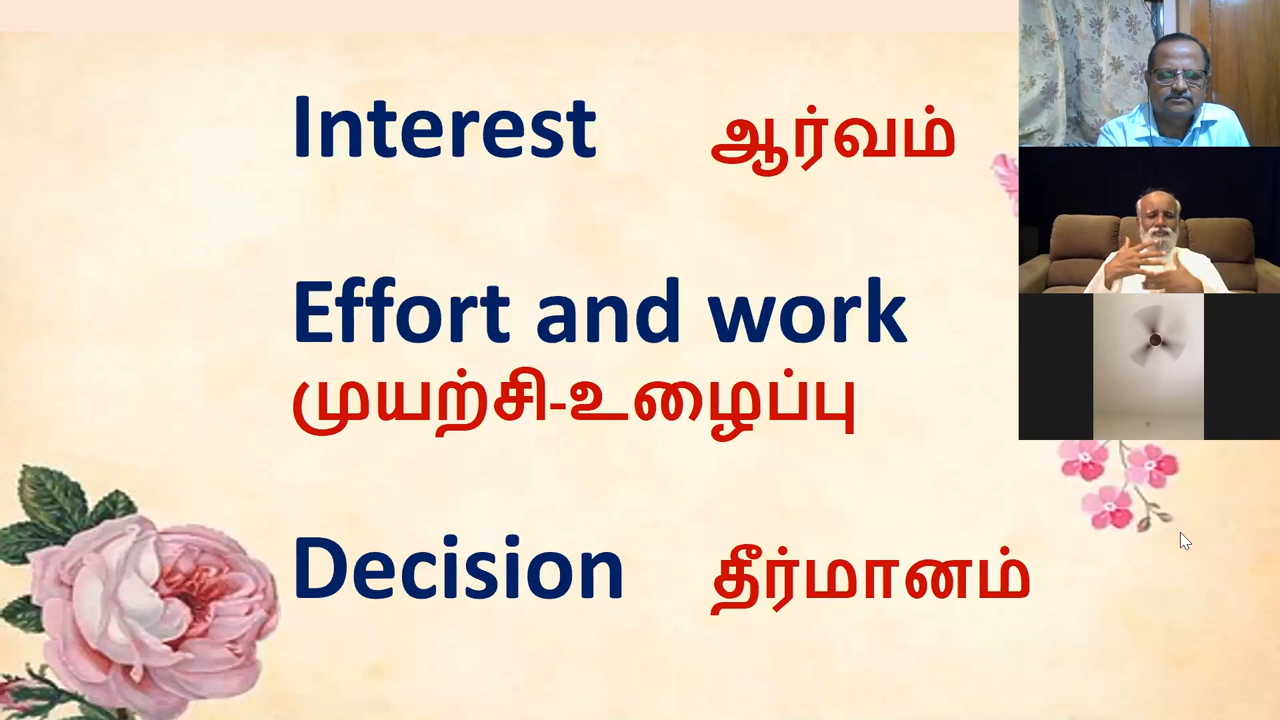 Interest ஆர்வம்
Effort and work
முயற்சி-உழைப்பு
Decision தீர்மானம்